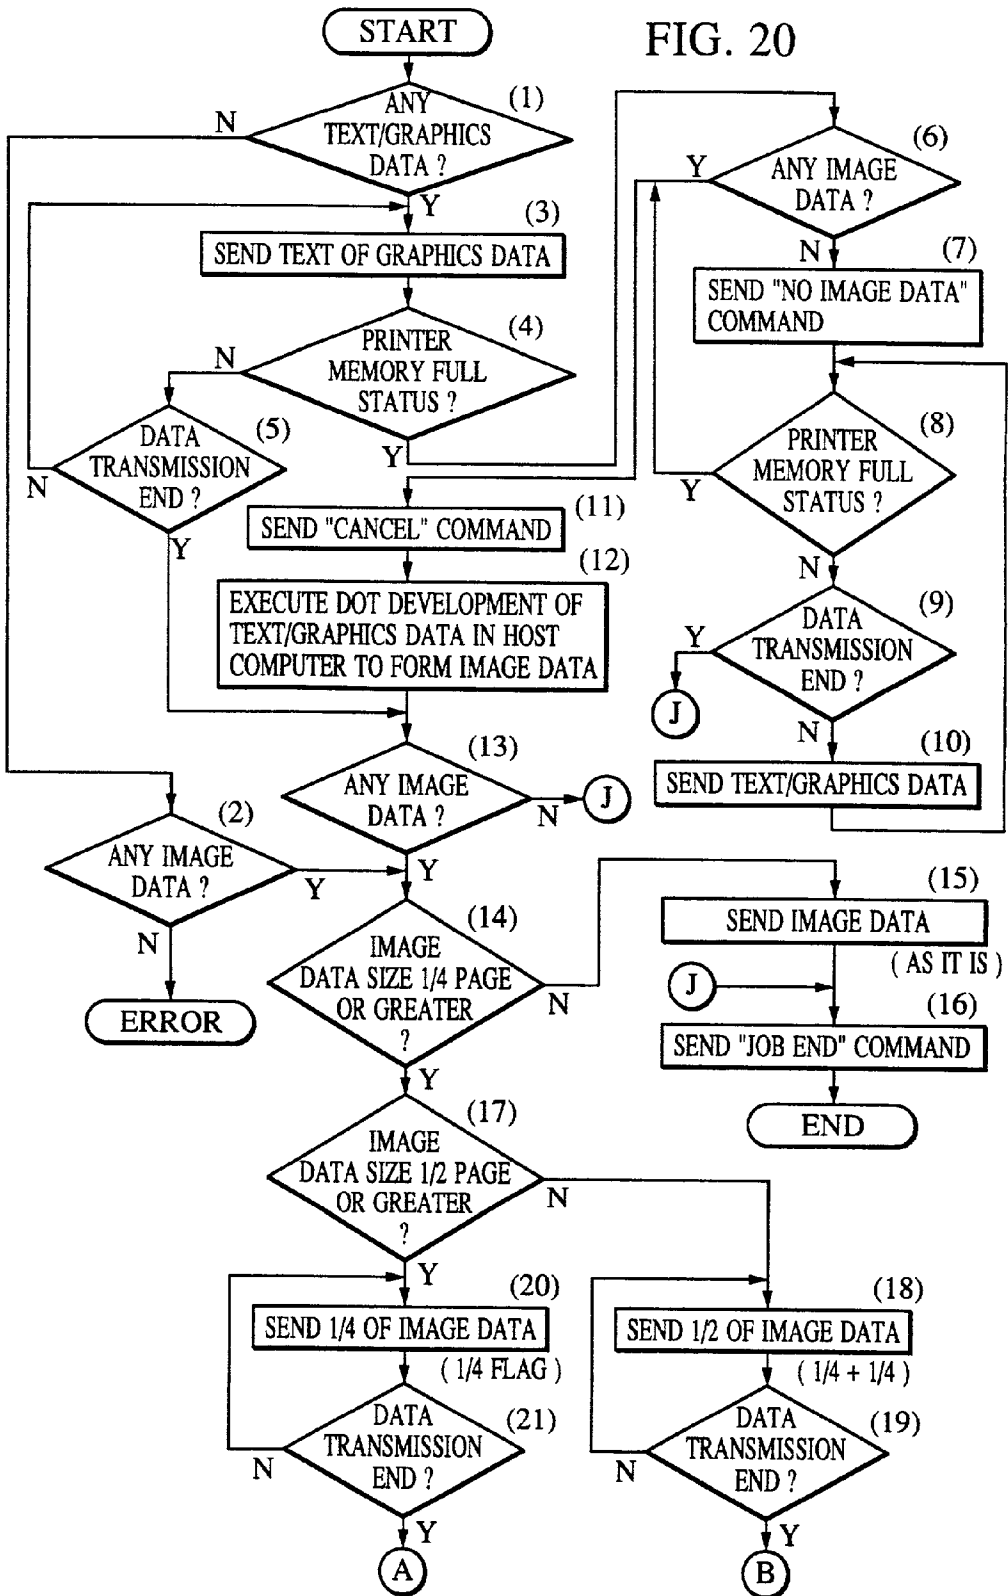 START
FIG. 20
(1)
ANY
TEXT/GRAPHICS
DATA ?
N
Y
(3)
SEND TEXT OF GRAPHICS DATA
(4)
PRINTER
MEMORY FULL
STATUS ?
N
Y
(5)
DATA
TRANSMISSION
END ?
N
Y
(6)
ANY IMAGE
DATA ?
Y
N
(7)
SEND "NO IMAGE DATA"
COMMAND
(8)
PRINTER
MEMORY FULL
STATUS ?
Y
N
(9)
DATA
TRANSMISSION
END ?
Y
J
N
(10)
SEND TEXT/GRAPHICS DATA
(11)
SEND "CANCEL" COMMAND
(12)
EXECUTE DOT DEVELOPMENT OF
TEXT/GRAPHICS DATA IN HOST
COMPUTER TO FORM IMAGE DATA
(13)
ANY IMAGE
DATA ?
N
J
Y
(2)
ANY IMAGE
DATA ?
Y
N
ERROR
(14)
IMAGE
DATA SIZE 1/4 PAGE
OR GREATER
?
N
Y
(15)
SEND IMAGE DATA
( AS IT IS )
J
(16)
SEND "JOB END" COMMAND
END
(17)
IMAGE
DATA SIZE 1/2 PAGE
OR GREATER
?
N
Y
(20)
SEND 1/4 OF IMAGE DATA
( 1/4 FLAG )
(21)
DATA
TRANSMISSION
END ?
N
Y
A
(18)
SEND 1/2 OF IMAGE DATA
( 1/4 + 1/4 )
(19)
DATA
TRANSMISSION
END ?
N
Y
B